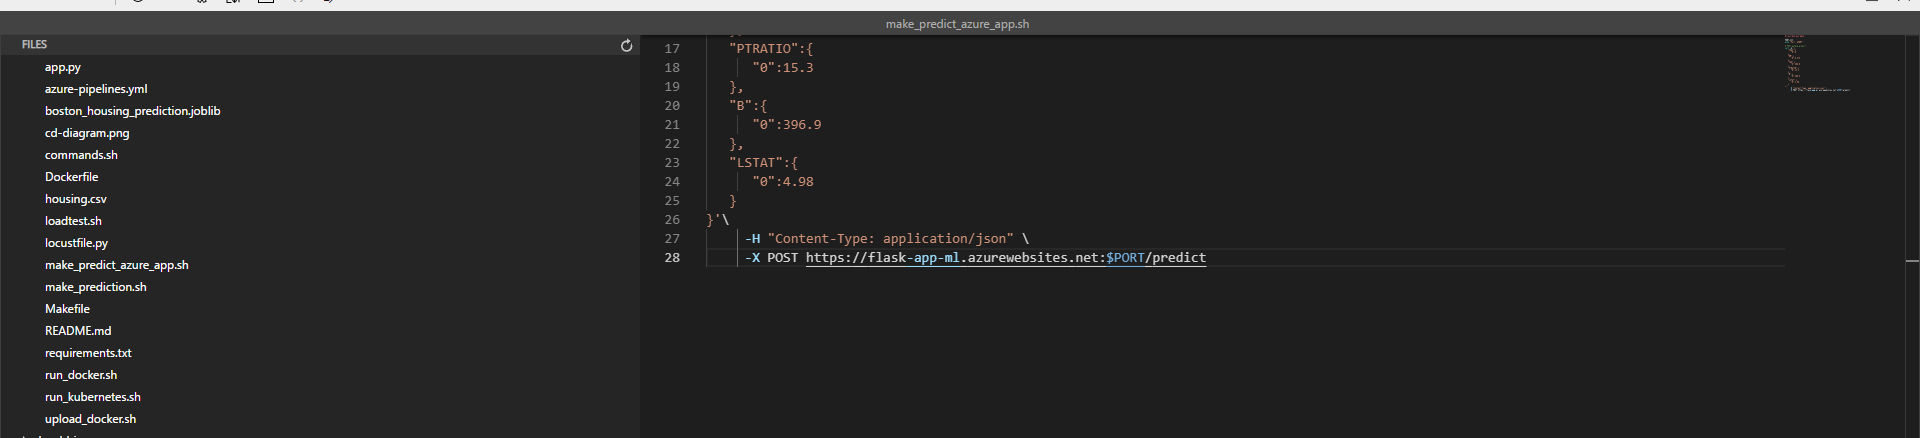 make_predict_azure_app.sh
FILES
app.py
azure-pipelines.yml
boston_housing_prediction.joblib
cd-diagram.png
commands.sh
Dockerfile
housing.csv
loadtest.sh
locustfile.py
make_predict_azure_app.sh
make_prediction.sh
Makefile
README.md
requirements.txt
run_docker.sh
run_kubernetes.sh
upload_docker.sh
17 "PTRATIO":{
18 "0":15.3
19 },
20 "B":{
21 "0":396.9
22 },
23 "LSTAT":{
24 "0":4.98
25 }
26 }'\
27 -H "Content-Type: application/json" \
28 -X POST https://flask-app-ml.azurewebsites.net:$PORT/predict